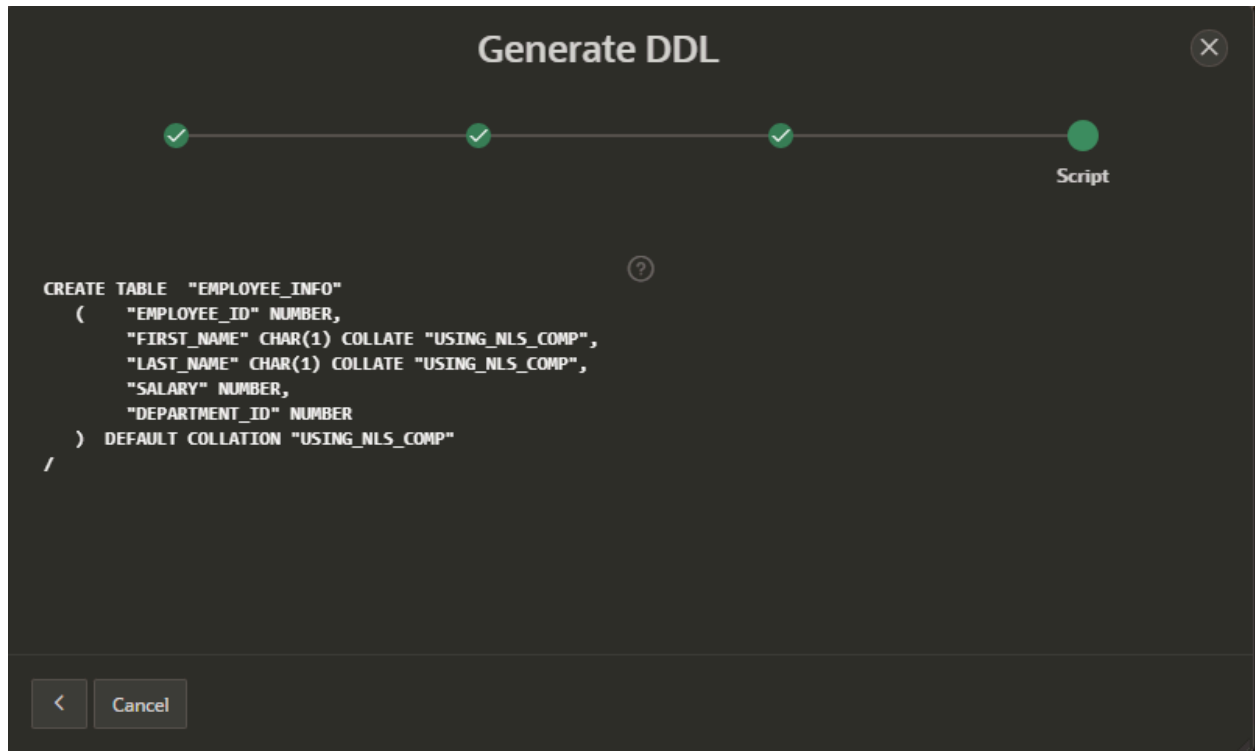 Generate DDL
Script
CREATE TABLE  "EMPLOYEE_INFO"
   (    "EMPLOYEE_ID" NUMBER,
        "FIRST_NAME" CHAR(1) COLLATE "USING_NLS_COMP",
        "LAST_NAME" CHAR(1) COLLATE "USING_NLS_COMP",
        "SALARY" NUMBER,
        "DEPARTMENT_ID" NUMBER
   )  DEFAULT COLLATION "USING_NLS_COMP"
/
Cancel